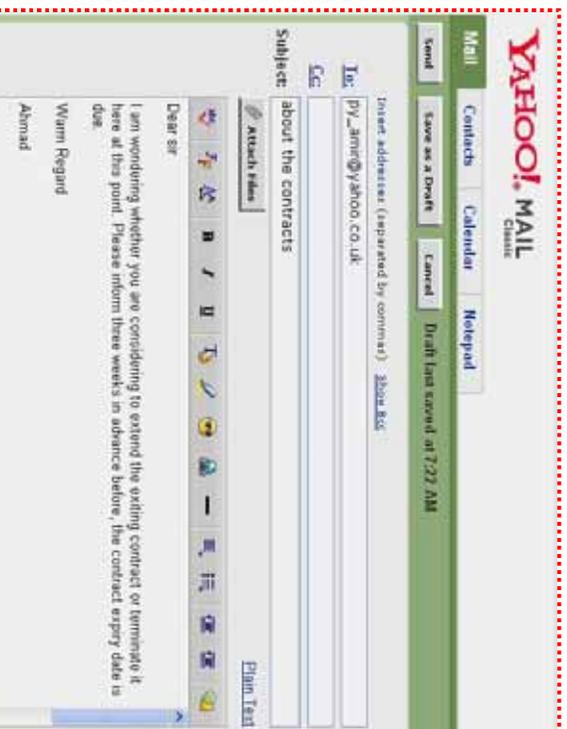 YAHOO! MAIL
Classic
Mail Contacts Calendar Notepad
Send Save as a Draft Cancel Draft last saved at 7:22 AM
Insert addresses (separated by commas) Show BCC
To: py_amir@yahoo.co.uk
Cc:
Subject: about the contracts
Attach Files
Plain Text
B I U
Dear sir
I am wondering whether you are considering to extend the exiting contract or terminate it
here at this point. Please inform three weeks in advance before, the contract expiry date is
due.
Warm Regard
Ahmad